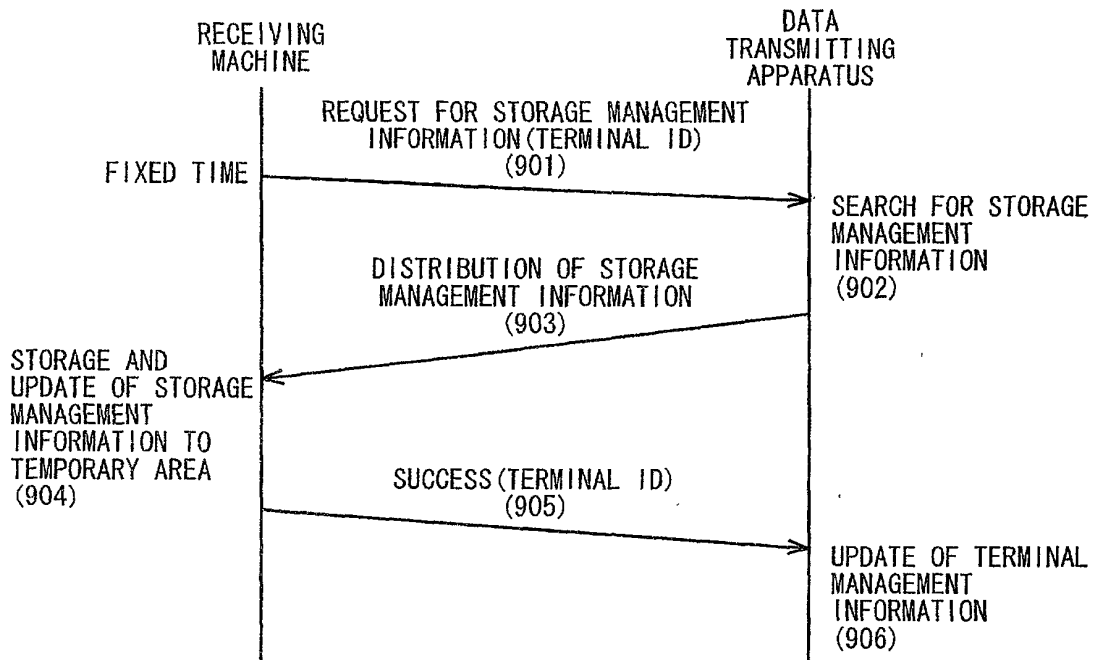 RECEIVING
MACHINE
DATA
TRANSMITTING
APPARATUS
REQUEST FOR STORAGE MANAGEMENT
INFORMATION(TERMINAL ID)
(901)
FIXED TIME
SEARCH FOR STORAGE
MANAGEMENT
INFORMATION
(902)
DISTRIBUTION OF STORAGE
MANAGEMENT INFORMATION
(903)
STORAGE AND
UPDATE OF STORAGE
MANAGEMENT
INFORMATION TO
TEMPORARY AREA
(904)
SUCCESS(TERMINAL ID)
(905)
UPDATE OF TERMINAL
MANAGEMENT
INFORMATION
(906)